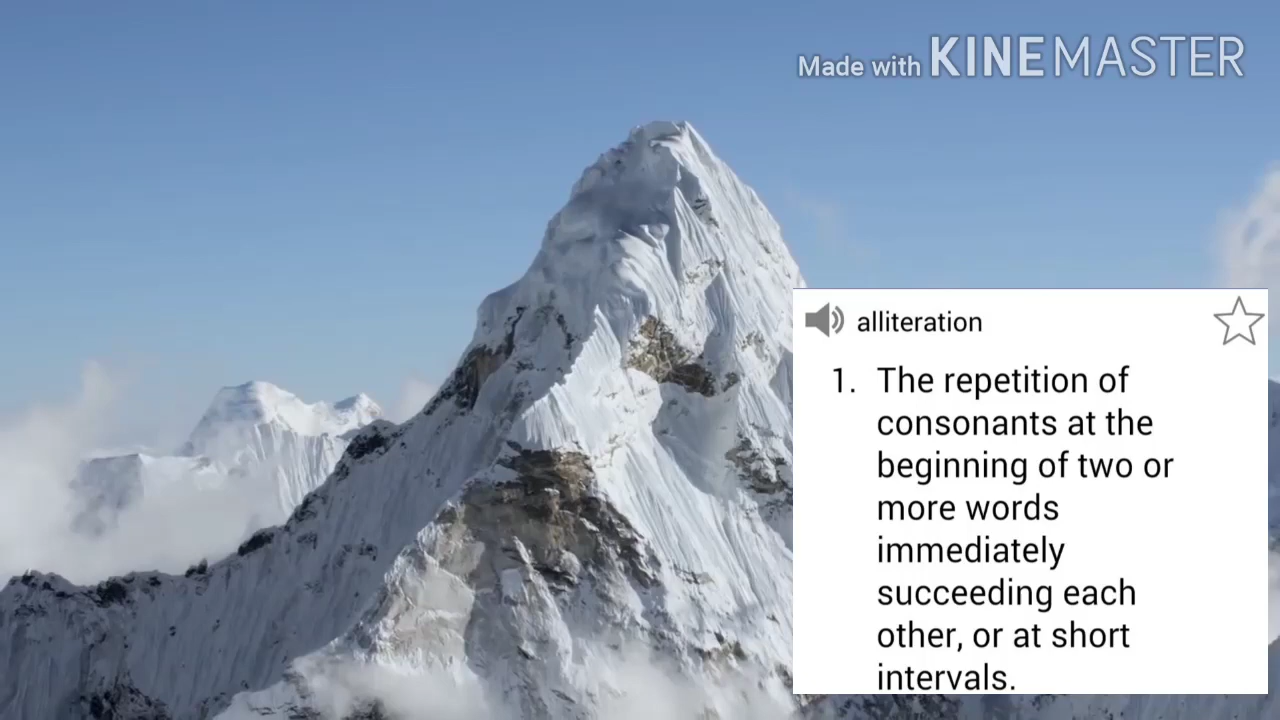 Made with KINEMASTER
alliteration
1. The repetition of
consonants at the
beginning of two or
more words
immediately
succeeding each
other, or at short
intervals.